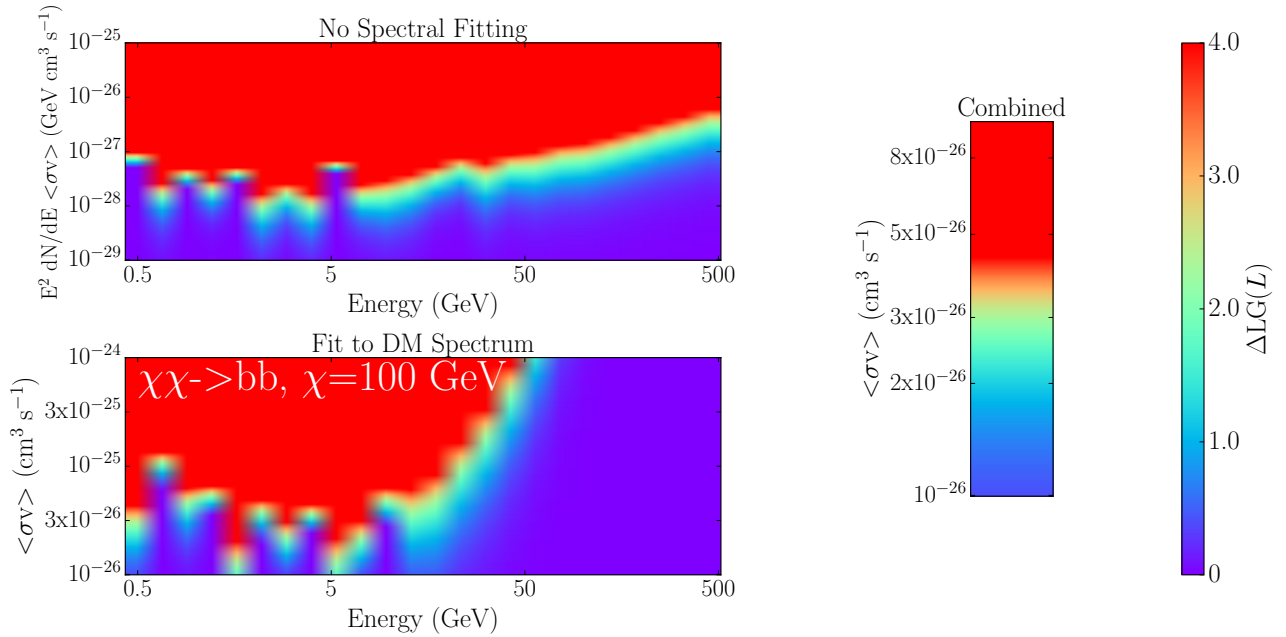 No Spectral Fitting
E² dN/dE <σv> (GeV cm³ s⁻¹)
10⁻²⁵
10⁻²⁶
10⁻²⁷
10⁻²⁸
10⁻²⁹
0.5
5
50
500
Energy (GeV)
Fit to DM Spectrum
χχ->bb, χ=100 GeV
<σv> (cm³ s⁻¹)
10⁻²⁴
3x10⁻²⁵
10⁻²⁵
3x10⁻²⁶
10⁻²⁶
0.5
5
50
500
Energy (GeV)
Combined
<σv> (cm³ s⁻¹)
8x10⁻²⁶
5x10⁻²⁶
3x10⁻²⁶
2x10⁻²⁶
10⁻²⁶
4.0
3.0
2.0
1.0
0
ΔLG(L)